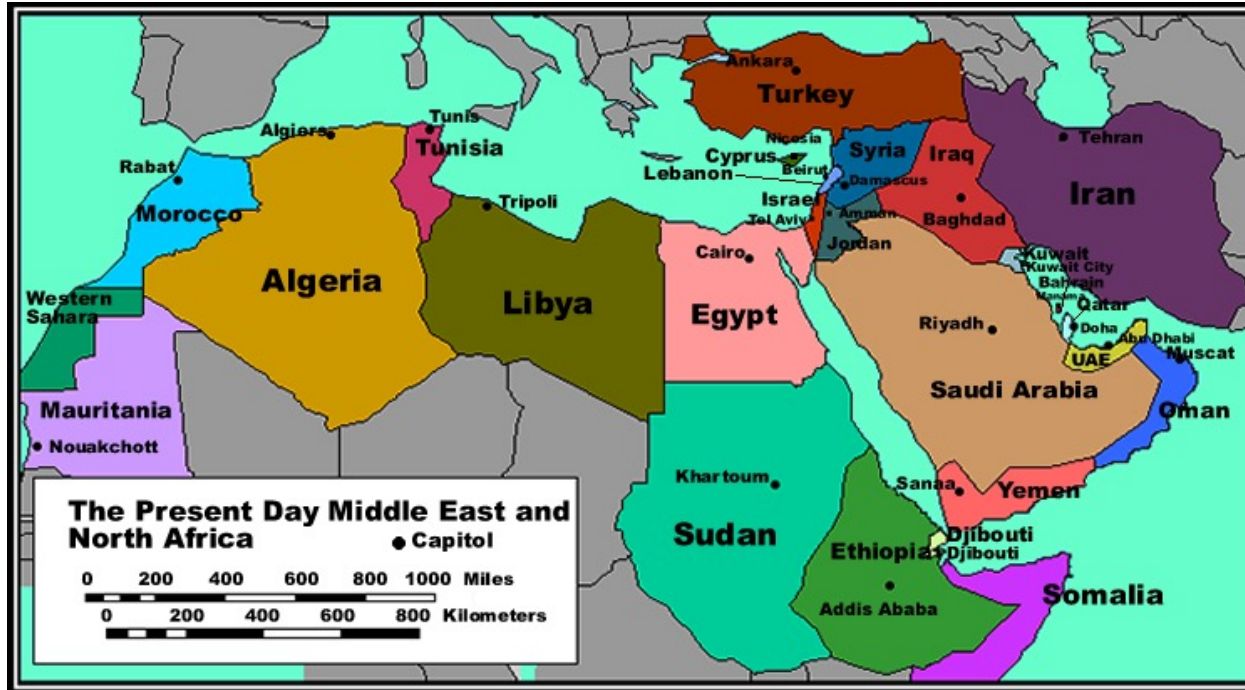 Ankara
Turkey
Tunis
Algiers
Tunisia
Nicosia
Cyprus
Syria
Iraq
Tehran
Rabat
Beirut
Lebanon
Damascus
Iran
Morocco
Tripoli
Israel
Tel Aviv
Amman
Baghdad
Jordan
Cairo
Kuwait
Kuwait City
Algeria
Bahrain
Manama
Western
Sahara
Libya
Egypt
Qatar
Riyadh
Doha
Abu Dhabi
UAE
Muscat
Saudi Arabia
Mauritania
Oman
Nouakchott
Khartoum
Sanaa
Yemen
Sudan
Djibouti
Ethiopia
Djibouti
Somalia
Addis Ababa
The Present Day Middle East and
North Africa
Capitol
0 200 400 600 800 1000 Miles
0 200 400 600 800 Kilometers